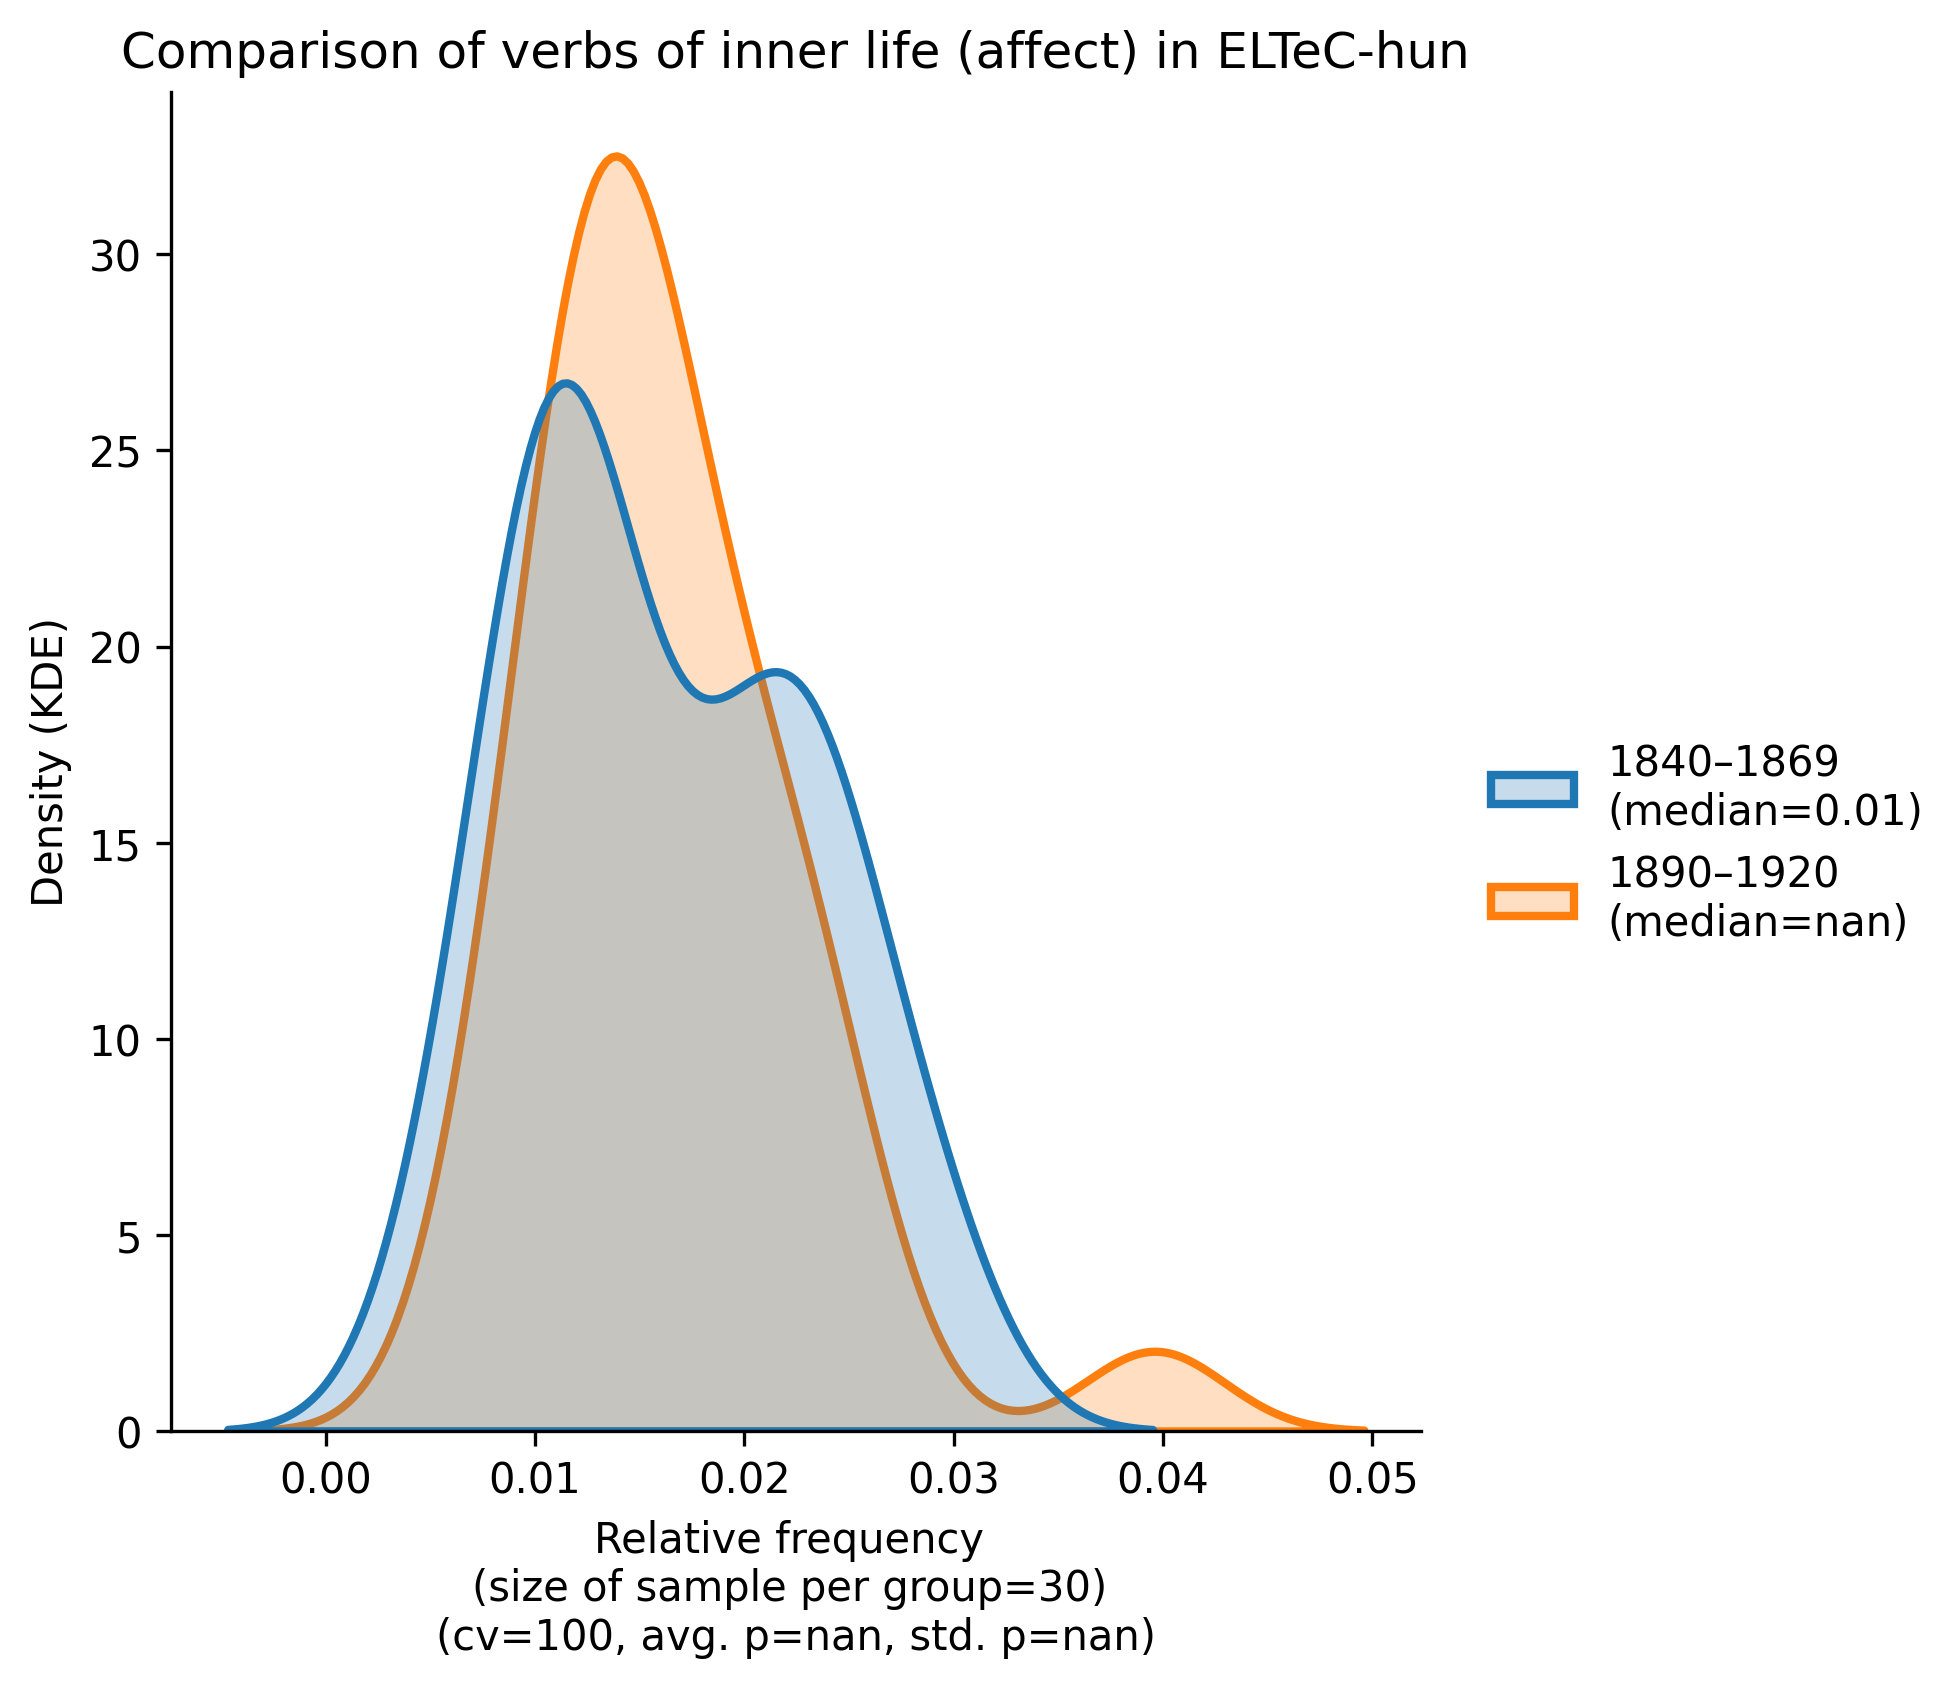 Comparison of verbs of inner life (affect) in ELTeC-hun
Density (KDE)
30
25
20
15
10
5
0
0.00 0.01 0.02 0.03 0.04 0.05
Relative frequency
(size of sample per group=30)
(cv=100, avg. p=nan, std. p=nan)
1840–1869
(median=0.01)
1890–1920
(median=nan)